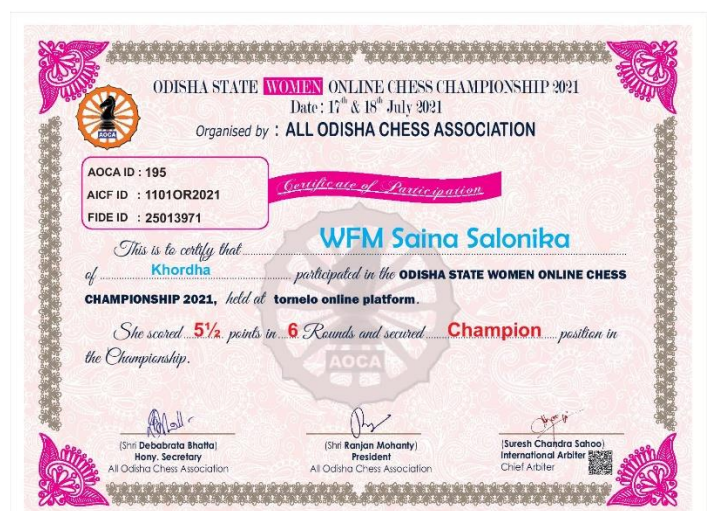 ODISHA STATE WOMEN ONLINE CHESS CHAMPIONSHIP 2021
Date : 17th & 18th July 2021
Organised by : ALL ODISHA CHESS ASSOCIATION
AOCA
AOCA ID : 195
AICF ID : 1101OR2021
FIDE ID : 25013971
Certificate of Participation
This is to certify that WFM Saina Salonika
of Khordha participated in the ODISHA STATE WOMEN ONLINE CHESS
CHAMPIONSHIP 2021, held at tornelo online platform.
She scored 5½ points in 6 Rounds and secured Champion position in
the Championship.
AOCA
(Shri Debabrata Bhatta)
Hony. Secretary
All Odisha Chess Association
(Shri Ranjan Mohanty)
President
All Odisha Chess Association
(Suresh Chandra Sahoo)
International Arbiter
Chief Arbiter